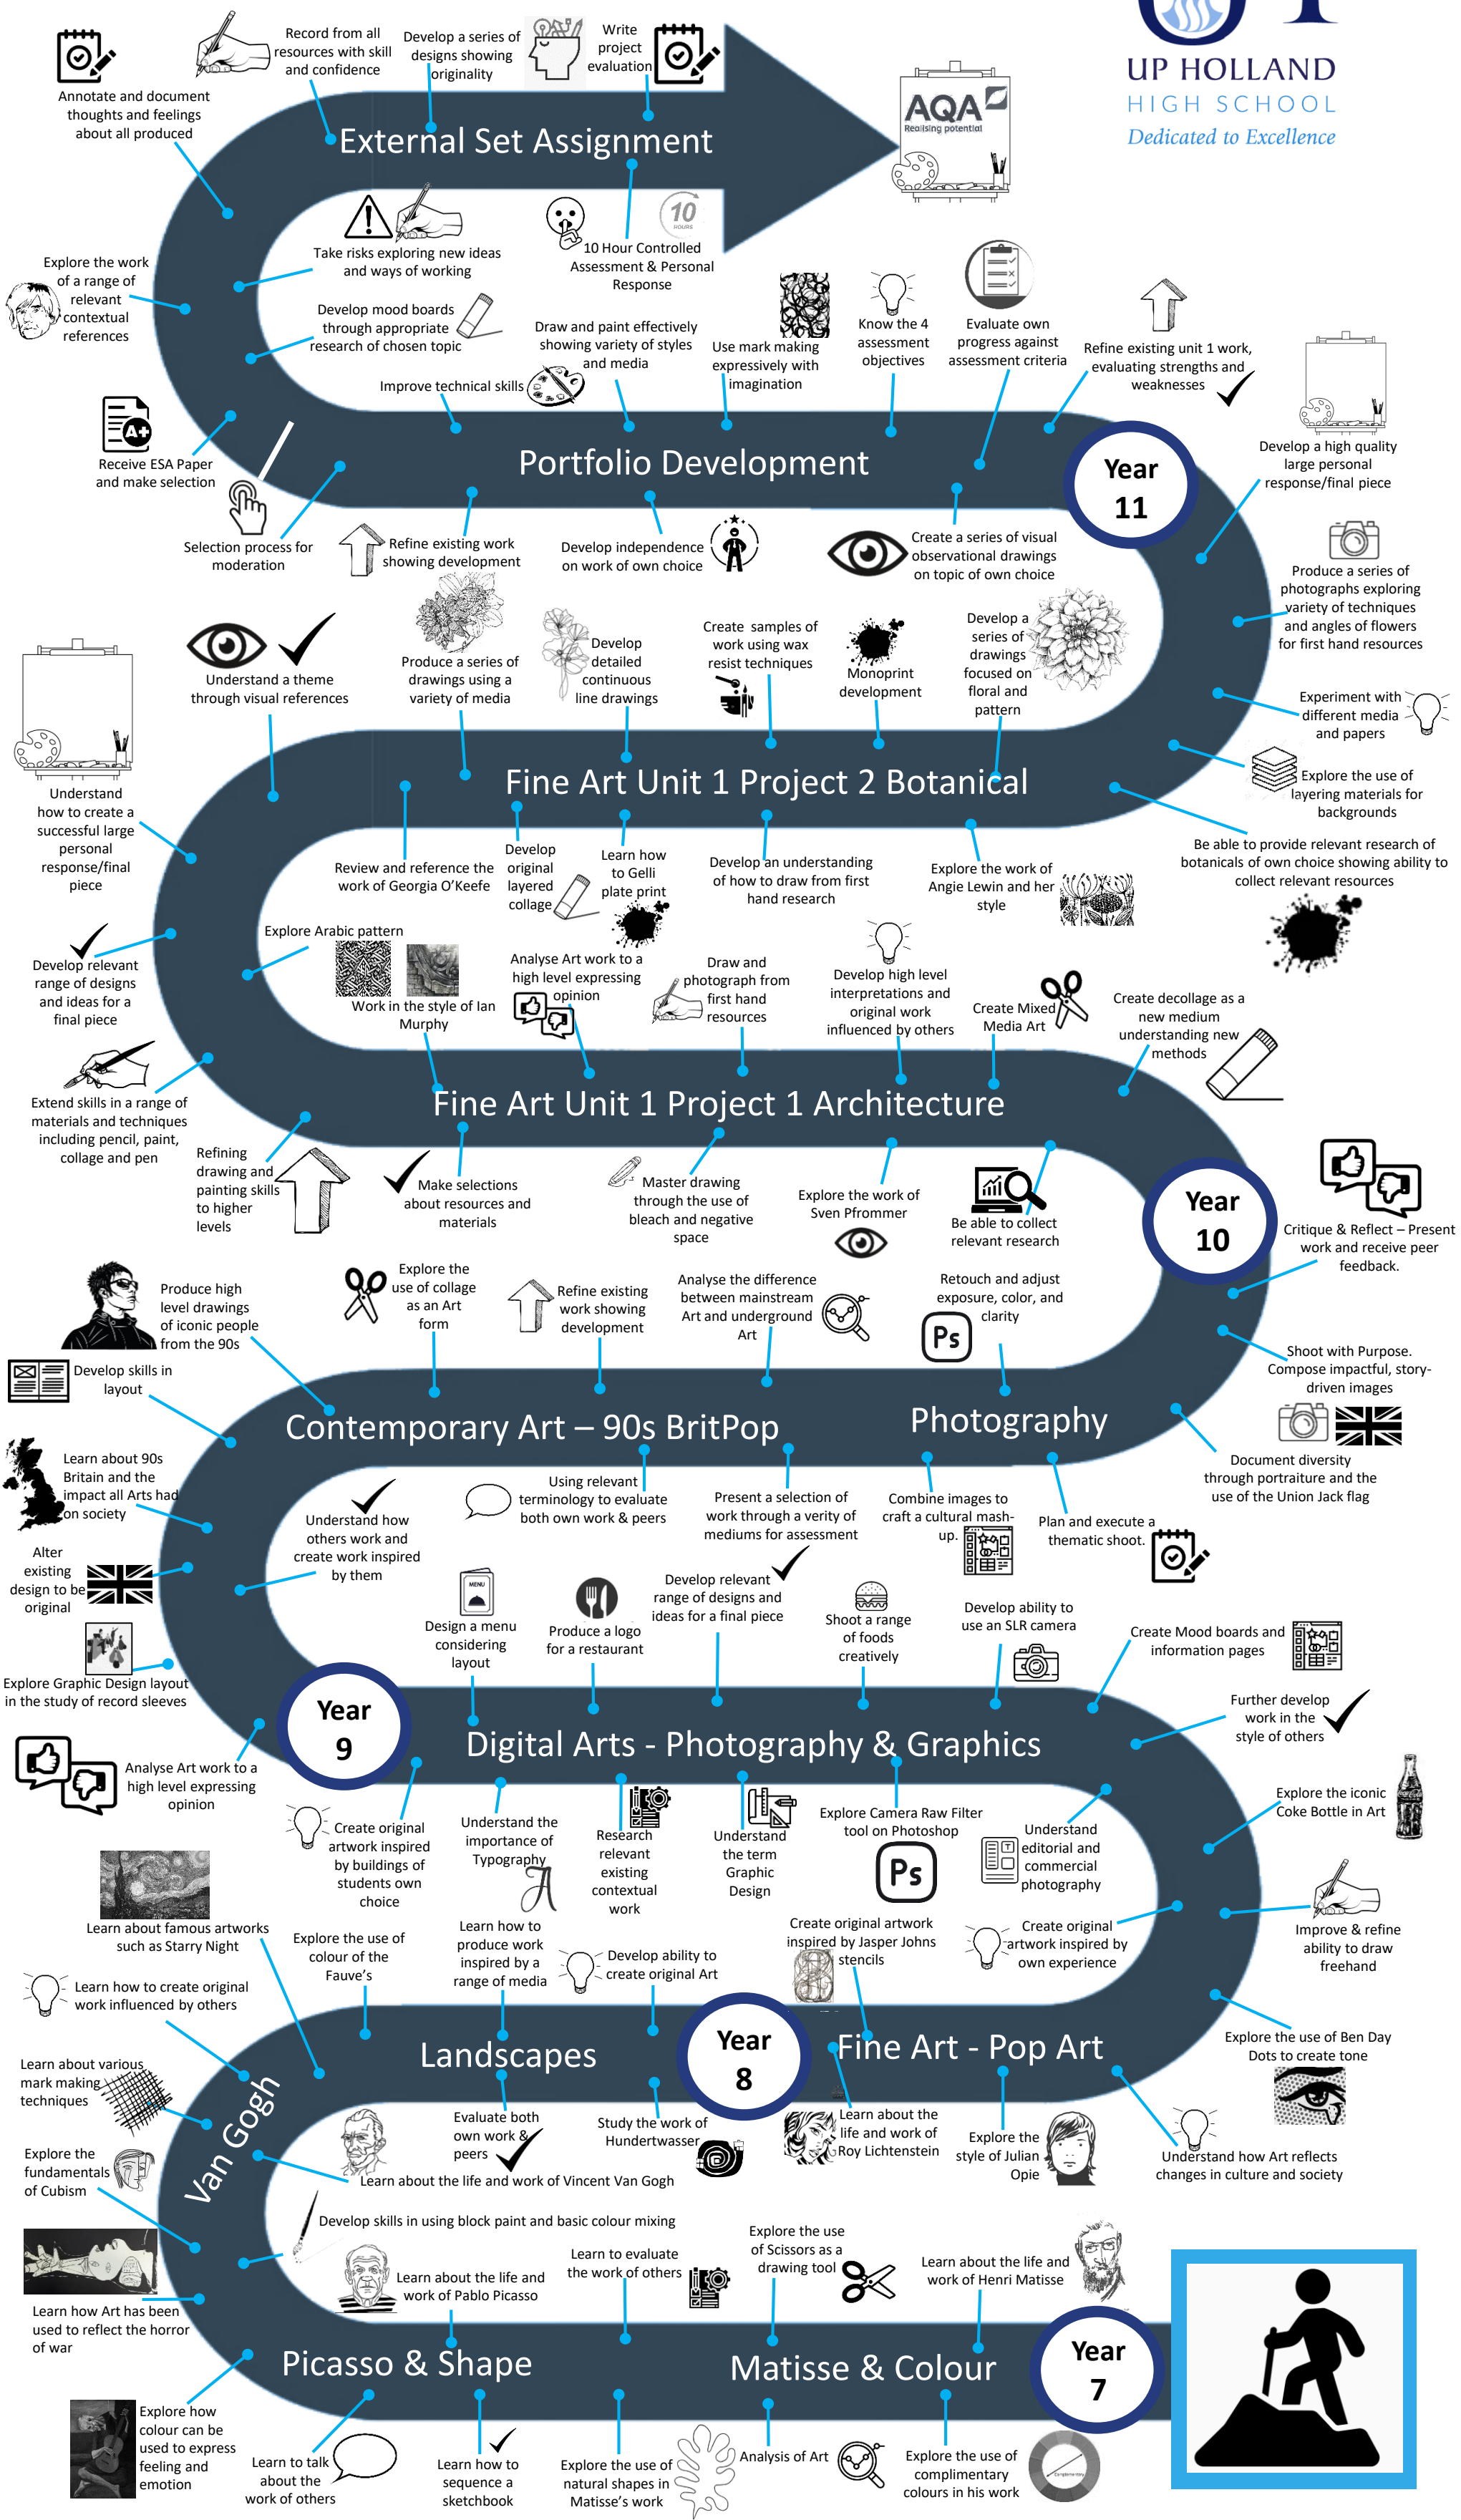 UP HOLLAND
HIGH SCHOOL
Dedicated to Excellence
Record from all
resources with skill
and confidence
Develop a series of
designs showing
originality
Write
project
evaluation
Annotate and document
thoughts and feelings
about all produced
AQA
Realising potential
External Set Assignment
Take risks exploring new ideas
and ways of working
10
HOURS
10 Hour Controlled
Assessment & Personal
Response
Explore the work
of a range of
relevant
contextual
references
Develop mood boards
through appropriate
research of chosen topic
Draw and paint effectively
showing variety of styles
and media
Use mark making
expressively with
imagination
Know the 4
assessment
objectives
Evaluate own
progress against
assessment criteria
Refine existing unit 1 work,
evaluating strengths and
weaknesses
Improve technical skills
A+
Receive ESA Paper
and make selection
Portfolio Development
Year
11
Develop a high quality
large personal
response/final piece
Selection process for
moderation
Refine existing work
showing development
Develop independence
on work of own choice
Create a series of visual
observational drawings
on topic of own choice
Produce a series of
photographs exploring
variety of techniques
and angles of flowers
for first hand resources
Understand a theme
through visual references
Produce a series of
drawings using a
variety of media
Develop
detailed
continuous
line drawings
Create samples of
work using wax
resist techniques
Monoprint
development
Develop a
series of
drawings
focused on
floral and
pattern
Experiment with
different media
and papers
Explore the use of
layering materials for
backgrounds
Fine Art Unit 1 Project 2 Botanical
Understand
how to create a
successful large
personal
response/final
piece
Review and reference the
work of Georgia O'Keefe
Develop
original
layered
collage
Learn how
to Gelli
plate print
Develop an understanding
of how to draw from first
hand research
Explore the work of
Angie Lewin and her
style
Be able to provide relevant research of
botanicals of own choice showing ability to
collect relevant resources
Explore Arabic pattern
Develop relevant
range of designs
and ideas for a
final piece
Work in the style of Ian
Murphy
Analyse Art work to a
high level expressing
opinion
Draw and
photograph from
first hand
resources
Develop high level
interpretations and
original work
influenced by others
Create Mixed
Media Art
Create decollage as a
new medium
understanding new
methods
Fine Art Unit 1 Project 1 Architecture
Extend skills in a range of
materials and techniques
including pencil, paint,
collage and pen
Refining
drawing and
painting skills
to higher
levels
Make selections
about resources and
materials
Master drawing
through the use of
bleach and negative
space
Explore the work of
Sven Pfrommer
Be able to collect
relevant research
Year
10
Critique & Reflect – Present
work and receive peer
feedback.
Produce high
level drawings
of iconic people
from the 90s
Explore the
use of collage
as an Art
form
Refine existing
work showing
development
Analyse the difference
between mainstream
Art and underground
Art
Retouch and adjust
exposure, color, and
clarity
Ps
Shoot with Purpose.
Compose impactful, story-
driven images
Develop skills in
layout
Contemporary Art – 90s BritPop
Photography
Document diversity
through portraiture and the
use of the Union Jack flag
Learn about 90s
Britain and the
impact all Arts had
on society
Understand how
others work and
create work inspired
by them
Using relevant
terminology to evaluate
both own work & peers
Present a selection of
work through a verity of
mediums for assessment
Combine images to
craft a cultural mash-
up.
Plan and execute a
thematic shoot.
Alter
existing
design to be
original
MENU
Design a menu
considering
layout
Produce a logo
for a restaurant
Develop relevant
range of designs and
ideas for a final piece
Shoot a range
of foods
creatively
Develop ability to
use an SLR camera
Create Mood boards and
information pages
Explore Graphic Design layout
in the study of record sleeves
Year
9
Digital Arts - Photography & Graphics
Further develop
work in the
style of others
Analyse Art work to a
high level expressing
opinion
Create original
artwork inspired
by buildings of
students own
choice
Understand the
importance of
Typography
A
Research
relevant
existing
contextual
work
Understand
the term
Graphic
Design
Explore Camera Raw Filter
tool on Photoshop
Ps
Understand
editorial and
commercial
photography
Explore the iconic
Coke Bottle in Art
Learn about famous artworks
such as Starry Night
Explore the use of
colour of the
Fauve's
Learn how to
produce work
inspired by a
range of media
Develop ability to
create original Art
Create original artwork
inspired by Jasper Johns
stencils
Create original
artwork inspired by
own experience
Improve & refine
ability to draw
freehand
Learn how to create original
work influenced by others
Landscapes
Year
8
Fine Art - Pop Art
Explore the use of Ben Day
Dots to create tone
Learn about various
mark making
techniques
Van Gogh
Evaluate both
own work &
peers
Study the work of
Hundertwasser
Learn about the
life and work of
Roy Lichtenstein
Explore the
style of Julian
Opie
Understand how Art reflects
changes in culture and society
Explore the
fundamentals
of Cubism
Learn about the life and work of Vincent Van Gogh
Develop skills in using block paint and basic colour mixing
Learn about the life and
work of Pablo Picasso
Learn to evaluate
the work of others
Explore the use
of Scissors as a
drawing tool
Learn about the life and
work of Henri Matisse
Learn how Art has been
used to reflect the horror
of war
Picasso & Shape
Matisse & Colour
Year
7
Explore how
colour can be
used to express
feeling and
emotion
Learn to talk
about the
work of others
Learn how to
sequence a
sketchbook
Explore the use of
natural shapes in
Matisse's work
Analysis of Art
Explore the use of
complimentary
colours in his work